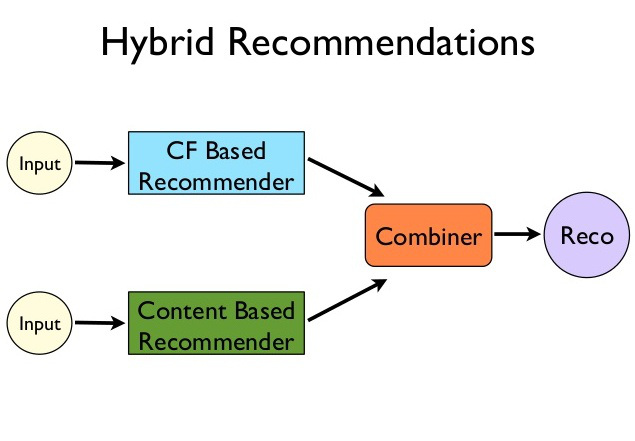 Hybrid Recommendations
Input
CF Based
Recommender
Combiner
Reco
Input
Content Based
Recommender